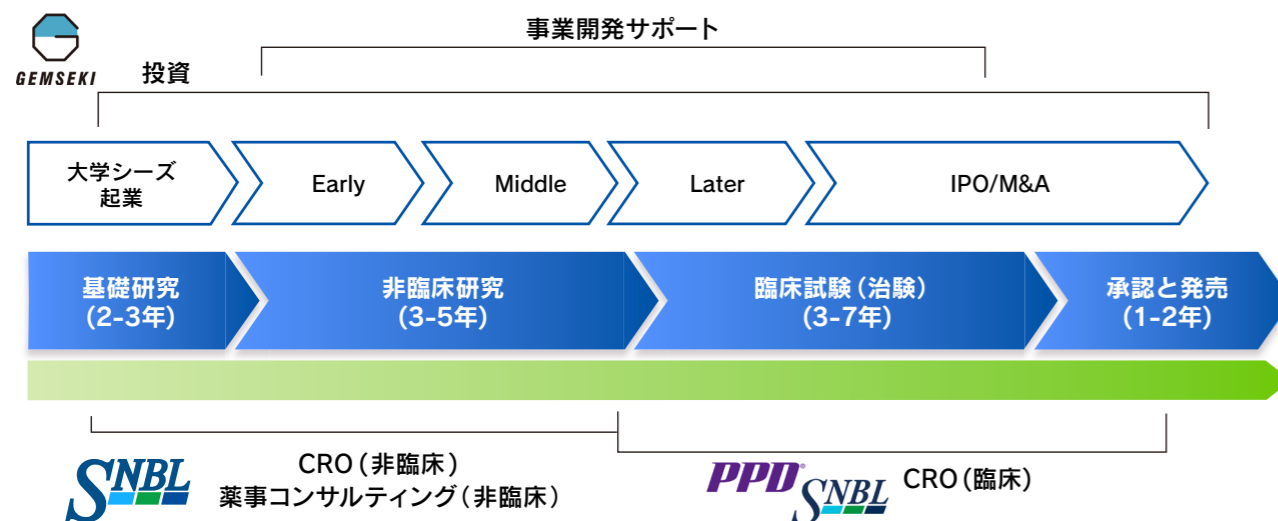 事業開発サポート
GEMSEKI
投資
大学シーズ
起業
Early
Middle
Later
IPO/M&A
基礎研究
(2-3年)
非臨床研究
(3-5年)
臨床試験(治験)
(3-7年)
承認と発売
(1-2年)
SNBL
CRO(非臨床)
薬事コンサルティング(非臨床)
PPD
SNBL
CRO(臨床)